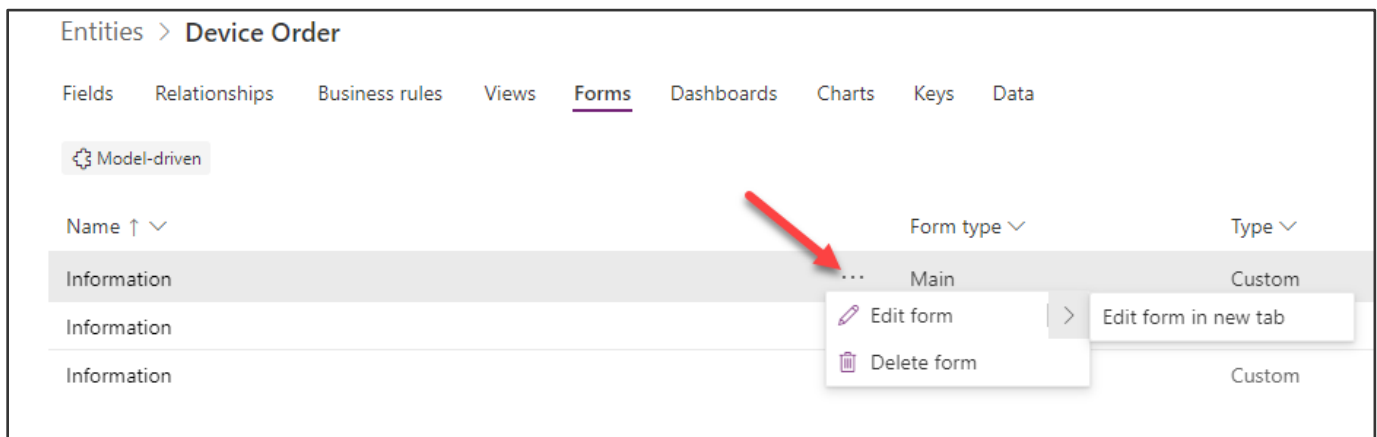 Entities > Device Order
Fields Relationships Business rules Views Forms Dashboards Charts Keys Data
Model-driven
Name ↑ Form type Type
Information ... Main Custom
Information Edit form > Edit form in new tab
Delete form
Information Custom